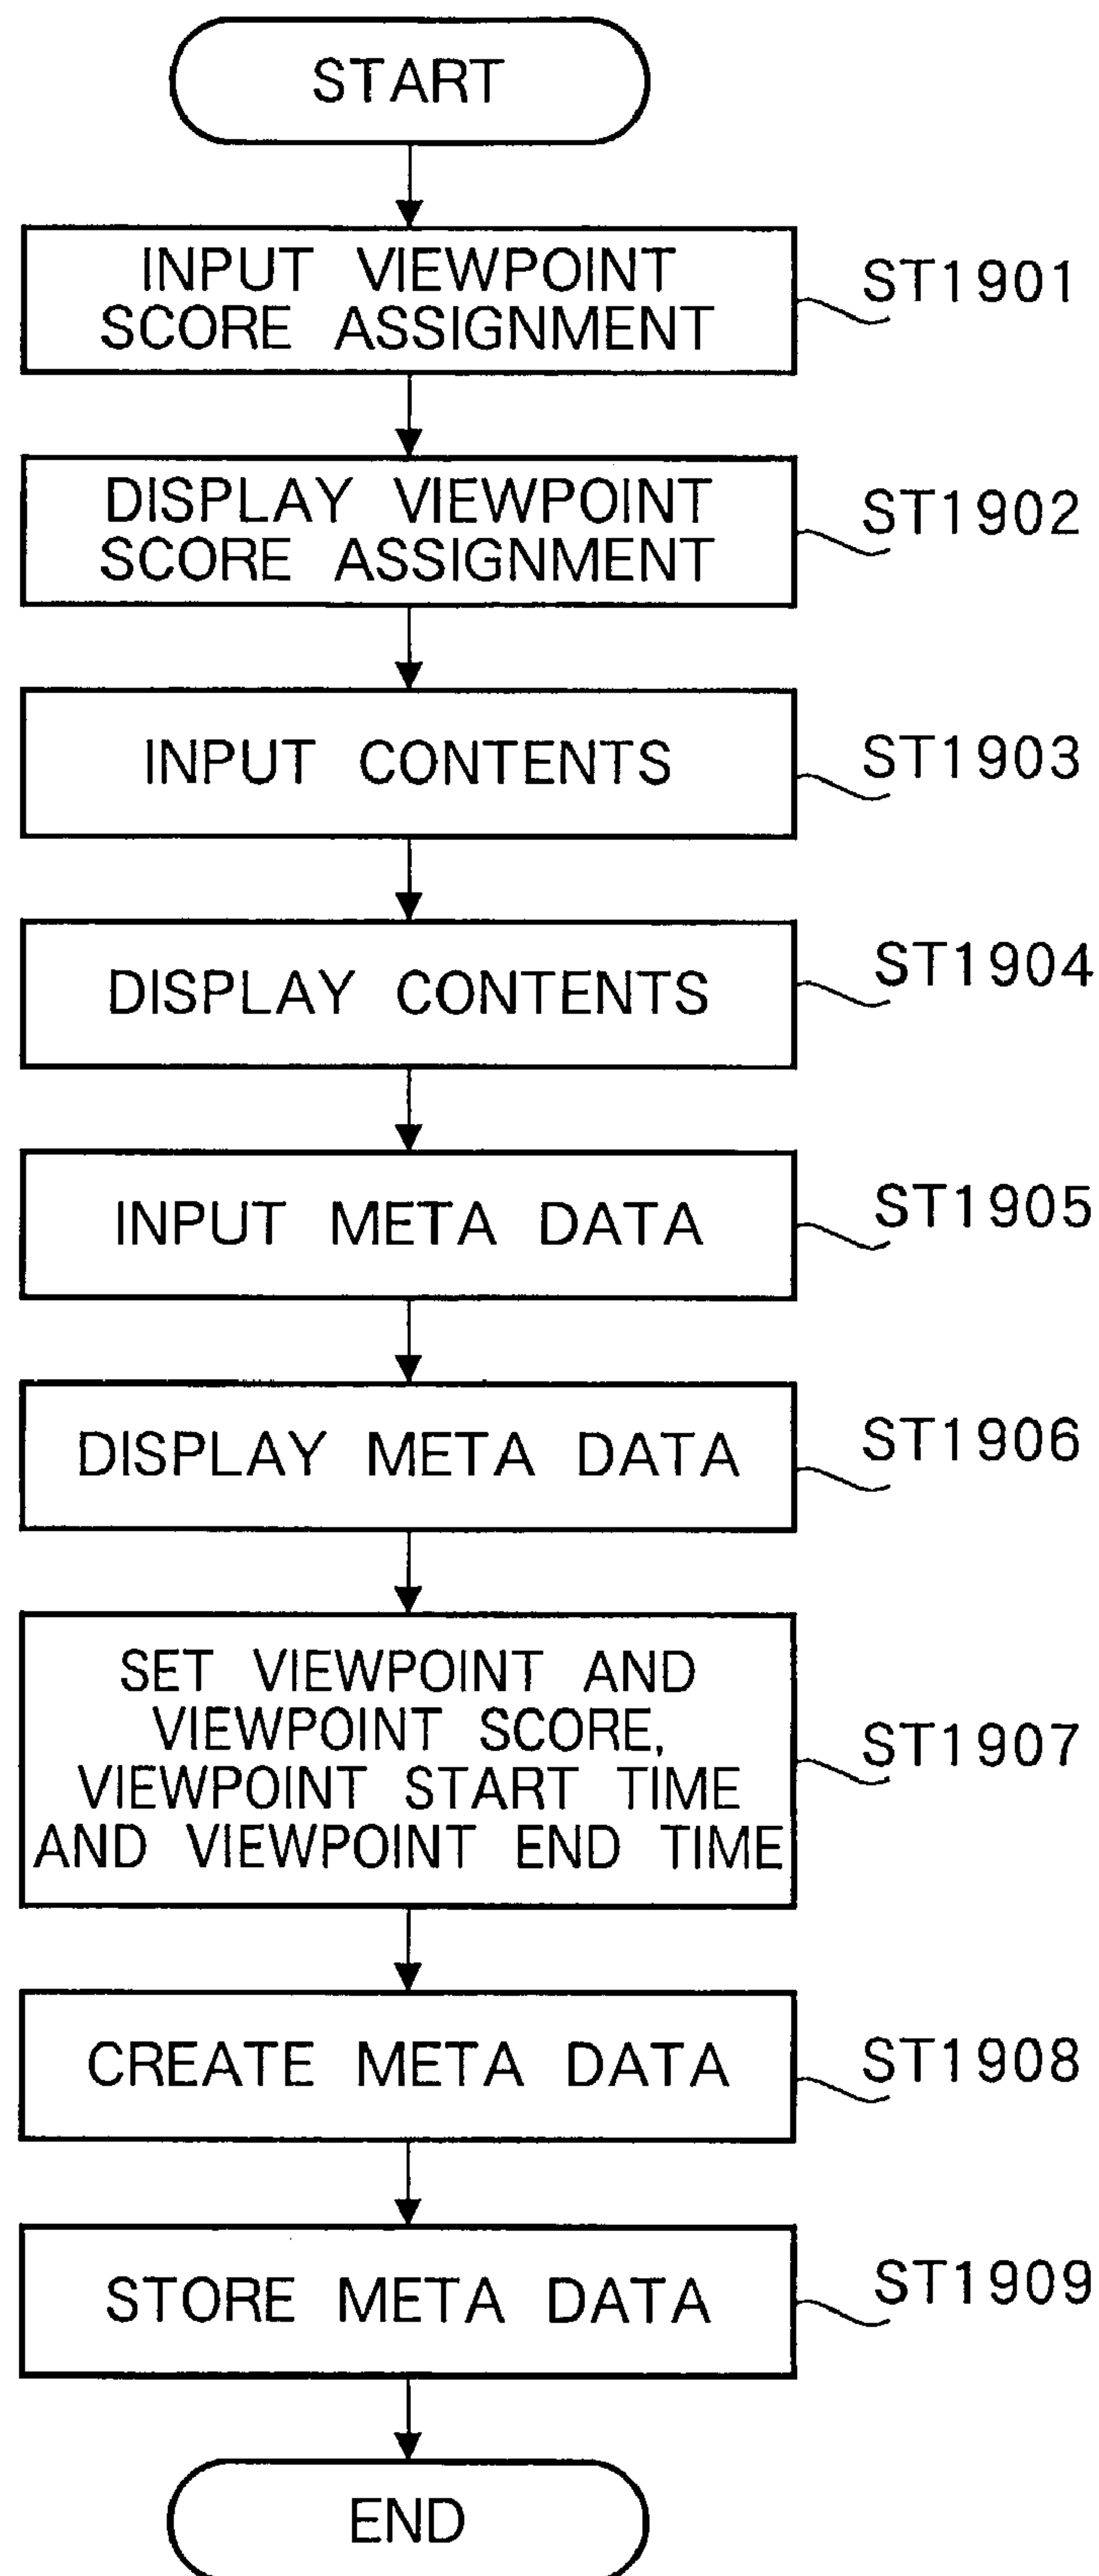 START
INPUT VIEWPOINT
SCORE ASSIGNMENT
ST1901
DISPLAY VIEWPOINT
SCORE ASSIGNMENT
ST1902
INPUT CONTENTS
ST1903
DISPLAY CONTENTS
ST1904
INPUT META DATA
ST1905
DISPLAY META DATA
ST1906
SET VIEWPOINT AND
VIEWPOINT SCORE,
VIEWPOINT START TIME
AND VIEWPOINT END TIME
ST1907
CREATE META DATA
ST1908
STORE META DATA
ST1909
END